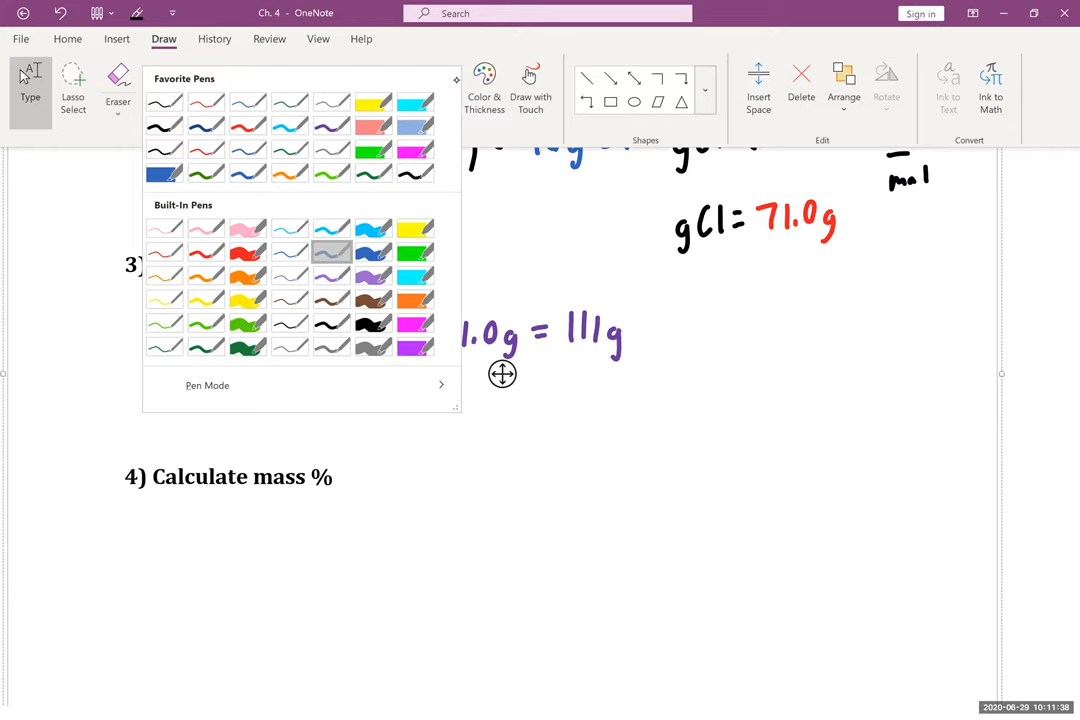 Ch. 4 - OneNote
Search
Sign in
File Home Insert Draw History Review View Help
Type
Lasso Select
Eraser
Color & Thickness
Draw with Touch
Shapes
Insert Space
Delete
Arrange
Rotate
Edit
Ink to Text
Ink to Math
Convert
Favorite Pens
Built-In Pens
Pen Mode
mol
gCl = 71.0g
3)
1.0g = 111g
4) Calculate mass %
2020-06-29 10:11:38